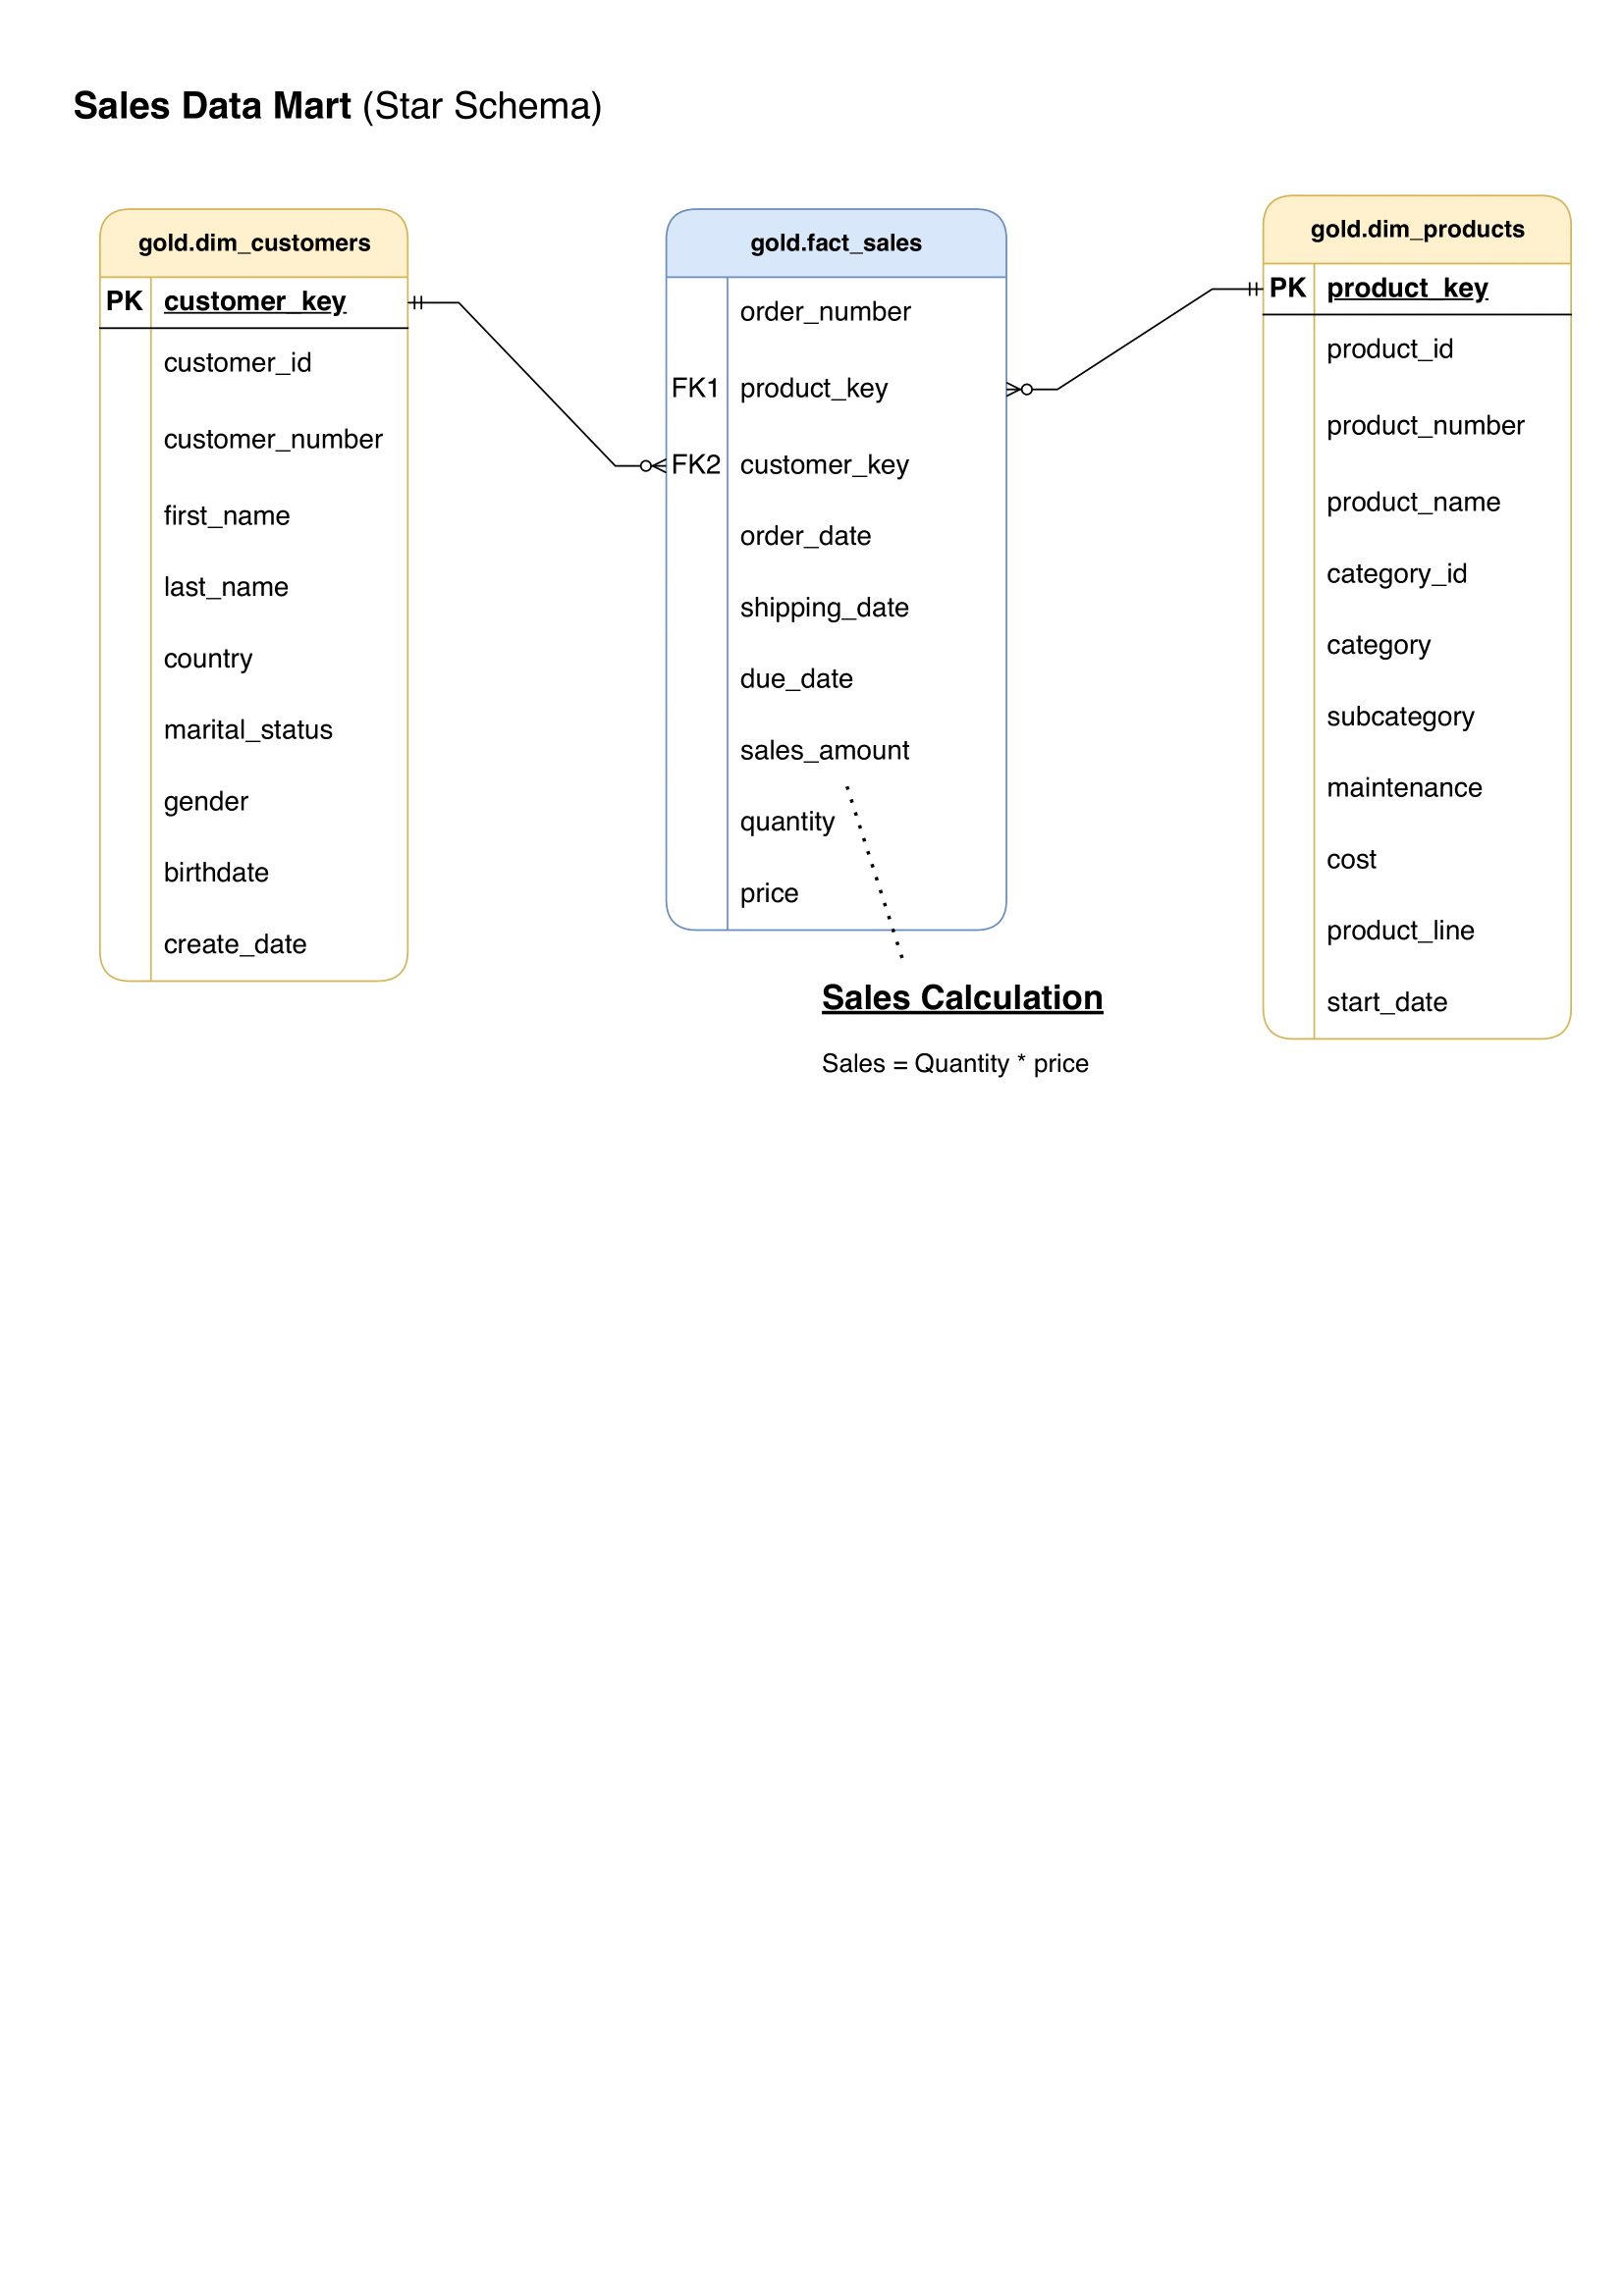 Sales Data Mart (Star Schema)
gold.dim_customers
PK customer_key
customer_id
customer_number
first_name
last_name
country
marital_status
gender
birthdate
create_date
gold.fact_sales
order_number
FK1 product_key
FK2 customer_key
order_date
shipping_date
due_date
sales_amount
quantity
price
Sales Calculation
Sales = Quantity * price
gold.dim_products
PK product_key
product_id
product_number
product_name
category_id
category
subcategory
maintenance
cost
product_line
start_date